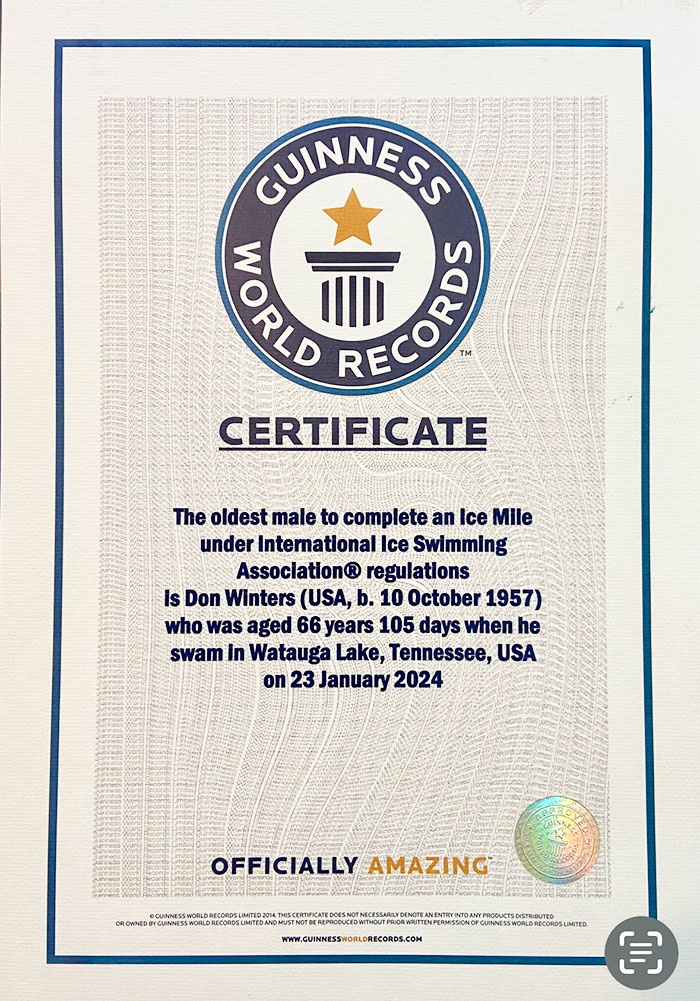 GUINNESS
WORLD RECORDS
TM
CERTIFICATE
The oldest male to complete an Ice Mile
under International Ice Swimming
Association® regulations
is Don Winters (USA, b. 10 October 1957)
who was aged 66 years 105 days when he
swam in Watauga Lake, Tennessee, USA
on 23 January 2024
APPROVED
GUINNESS
OFFICIALLY AMAZING
© GUINNESS WORLD RECORDS LIMITED 2014. THIS CERTIFICATE DOES NOT NECESSARILY DENOTE AN ENTRY INTO ANY PRODUCTS DISTRIBUTED
OR OWNED BY GUINNESS WORLD RECORDS LIMITED AND MUST NOT BE REPRODUCED WITHOUT PRIOR WRITTEN PERMISSION OF GUINNESS WORLD RECORDS LIMITED.
WWW.GUINNESSWORLDRECORDS.COM